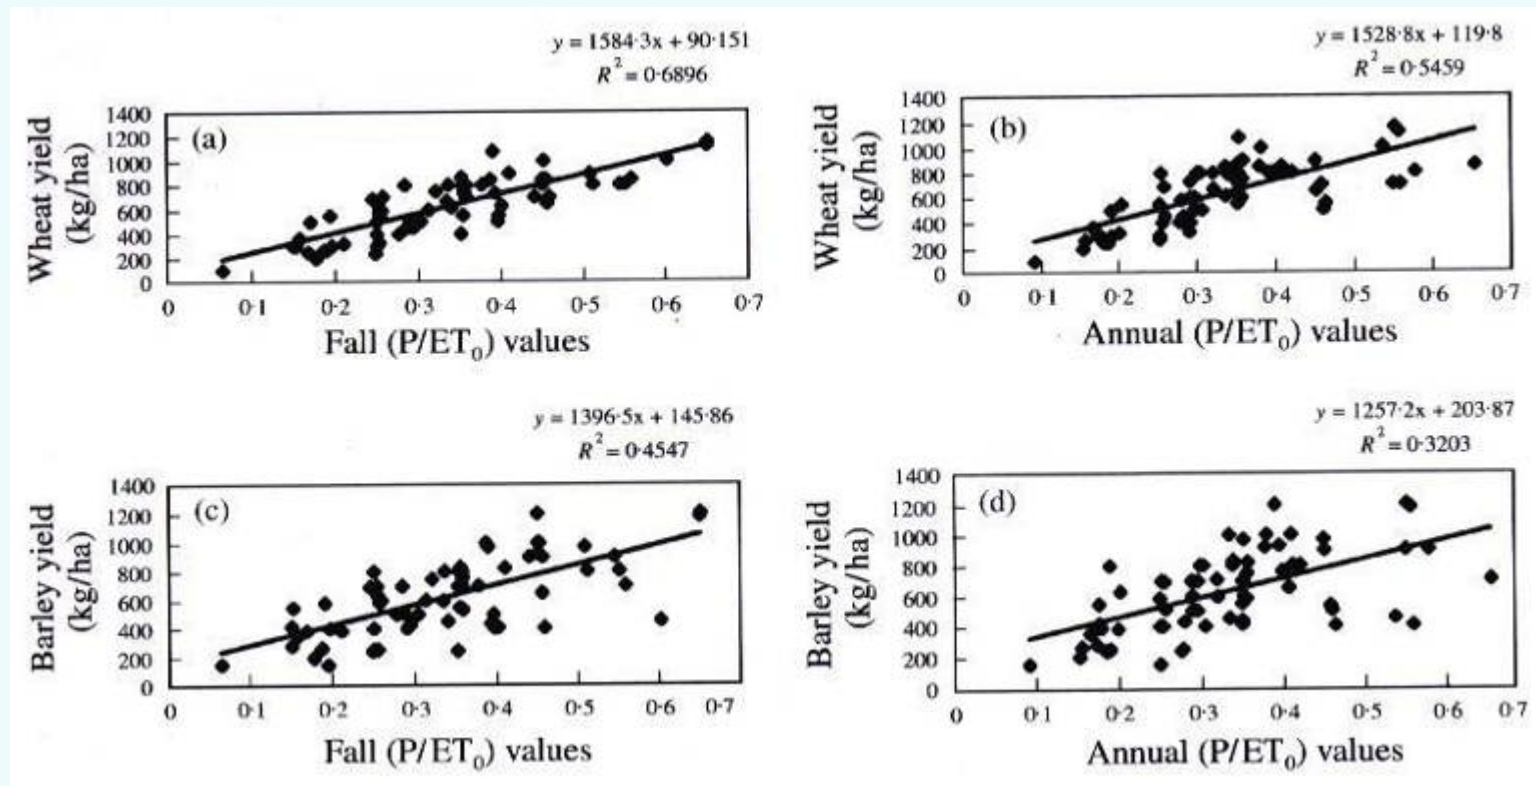 y = 1584·3x + 90·151
R² = 0·6896
Wheat yield
(kg/ha)
1400
1200
1000
800
600
400
200
0
(a)
0 0·1 0·2 0·3 0·4 0·5 0·6 0·7
Fall (P/ET₀) values
y = 1528·8x + 119·8
R² = 0·5459
Wheat yield
(kg/ha)
1400
1200
1000
800
600
400
200
0
(b)
0 0·1 0·2 0·3 0·4 0·5 0·6 0·7
Annual (P/ET₀) values
y = 1396·5x + 145·86
R² = 0·4547
Barley yield
(kg/ha)
1400
1200
1000
800
600
400
200
0
(c)
0 0·1 0·2 0·3 0·4 0·5 0·6 0·7
Fall (P/ET₀) values
y = 1257·2x + 203·87
R² = 0·3203
Barley yield
(kg/ha)
1400
1200
1000
800
600
400
200
0
(d)
0 0·1 0·2 0·3 0·4 0·5 0·6 0·7
Annual (P/ET₀) values